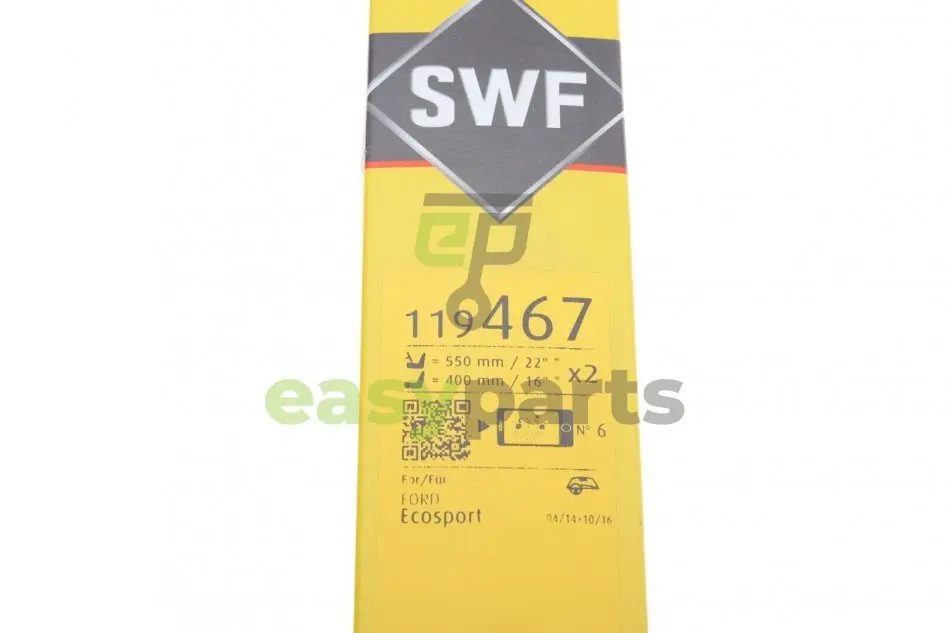 SWF
ep
119467
= 550 mm / 22" *
= 400 mm / 16" * x2
easyparts
N° 6
For/Für
FORD
Ecosport 04/14>10/16